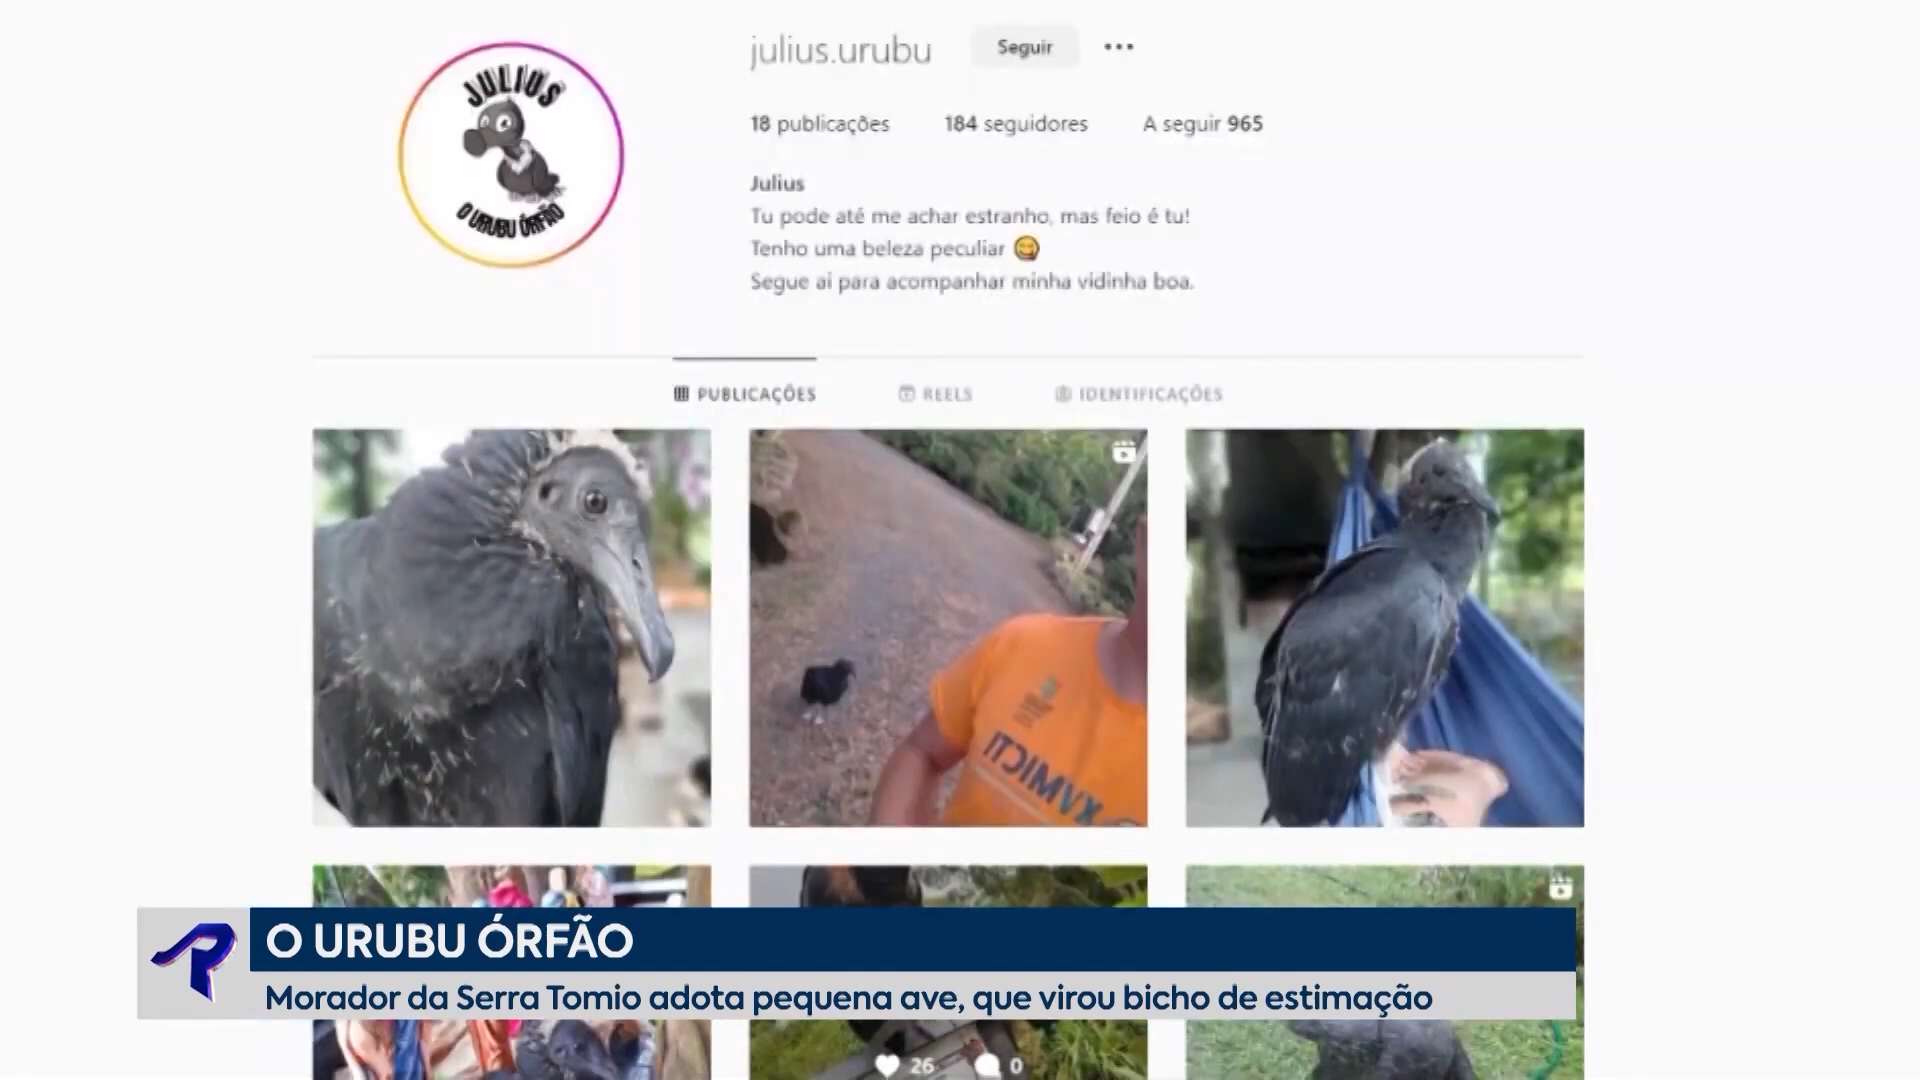 JULIUS
O URUBU ÓRFÃO
julius.urubu
Seguir
18 publicações 184 seguidores A seguir 965
Julius
Tu pode até me achar estranho, mas feio é tu!
Tenho uma beleza peculiar 😋
Segue ai para acompanhar minha vidinha boa.
PUBLICAÇÕES REELS IDENTIFICAÇÕES
O URUBU ÓRFÃO
Morador da Serra Tomio adota pequena ave, que virou bicho de estimação
26 0